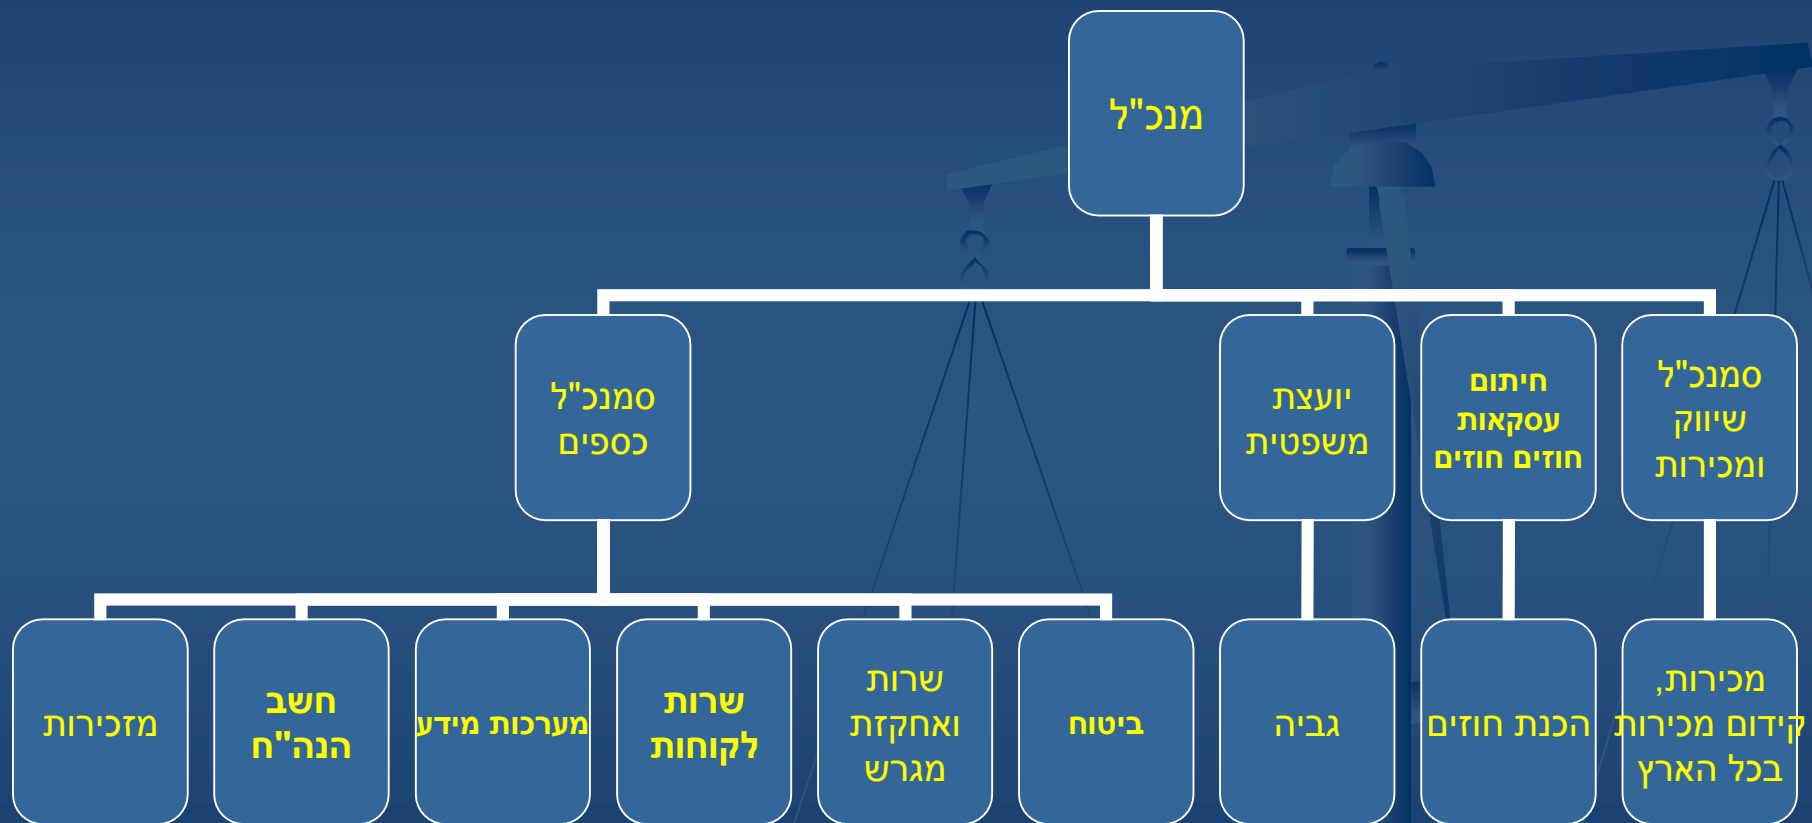 מנכ"ל
סמנכ"ל
שיווק
ומכירות
חיתום
עסקאות
חוזים חוזים
יועצת
משפטית
סמנכ"ל
כספים
מכירות,
קידום מכירות
בכל הארץ
הכנת חוזים
גביה
ביטוח
שרות
ואחקזת
מגרש
שרות
לקוחות
מערכות מידע
חשב
הנה"ח
מזכירות